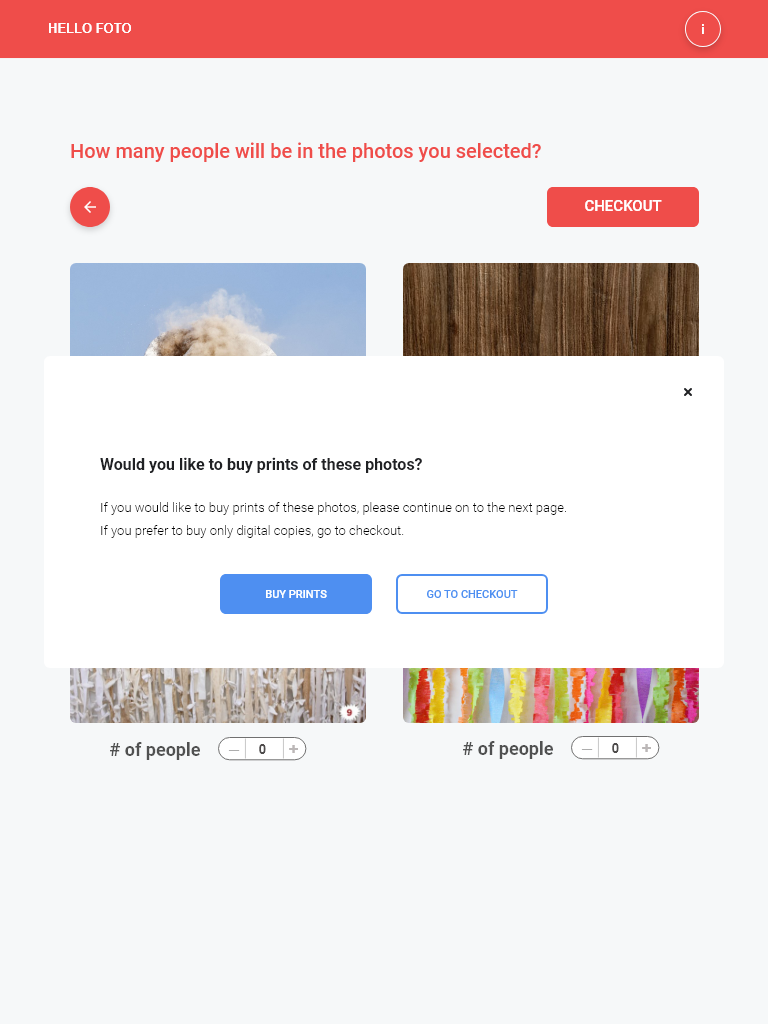 HELLO FOTO
i
How many people will be in the photos you selected?
CHECKOUT
Would you like to buy prints of these photos?
If you would like to buy prints of these photos, please continue on to the next page.
If you prefer to buy only digital copies, go to checkout.
BUY PRINTS
GO TO CHECKOUT
9
# of people
0
# of people
0